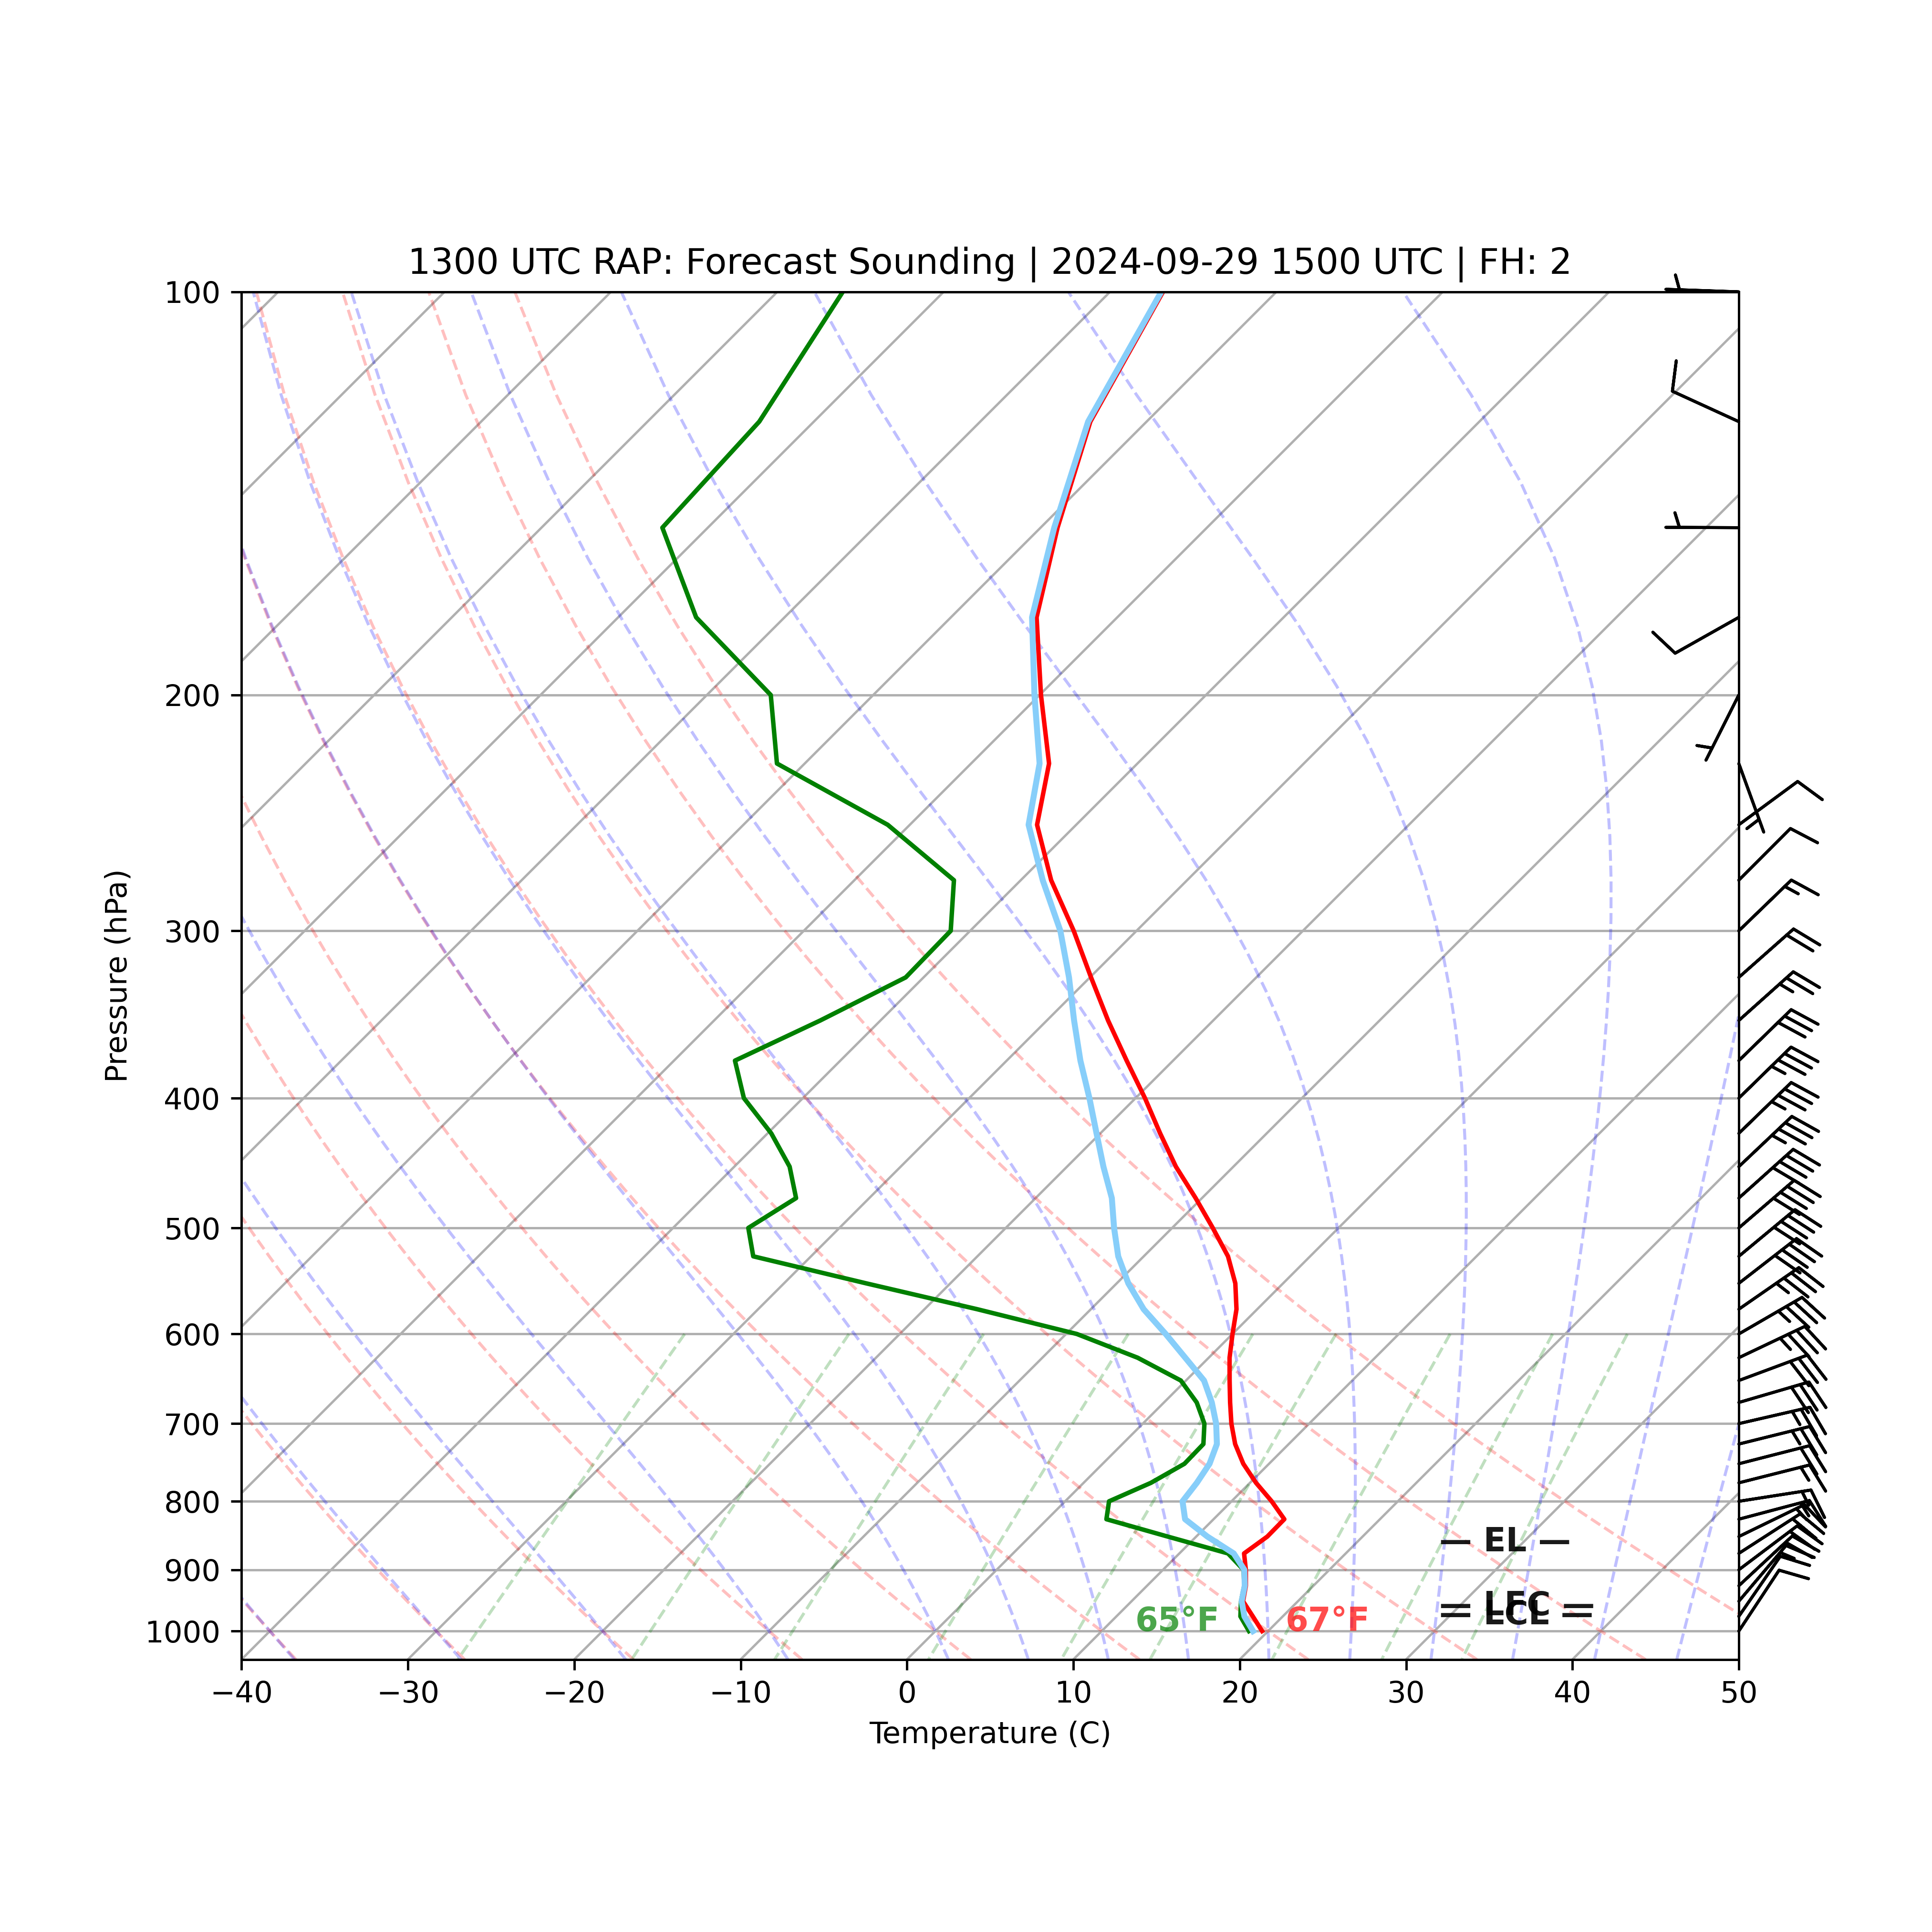 1300 UTC RAP: Forecast Sounding | 2024-09-29 1500 UTC | FH: 2
100
200
300
400
500
600
700
800
900
1000
Pressure (hPa)
— EL —
— LFC —
— LCL —
65°F
67°F
−40
−30
−20
−10
0
10
20
30
40
50
Temperature (C)